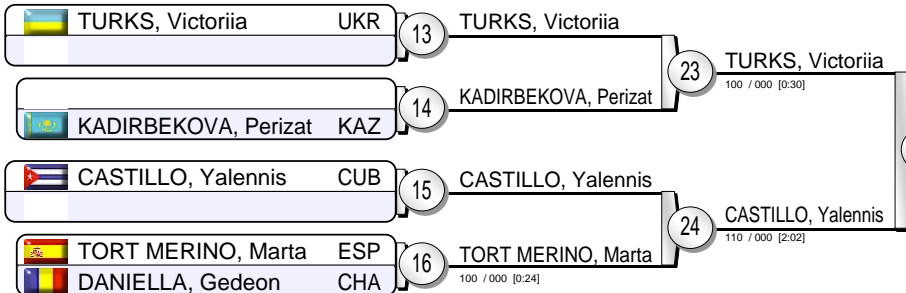 TURKS, Victoriia UKR
13
TURKS, Victoriia
23
TURKS, Victoriia
100 / 000 [0:30]
14
KADIRBEKOVA, Perizat
KADIRBEKOVA, Perizat KAZ
CASTILLO, Yalennis CUB
15
CASTILLO, Yalennis
24
CASTILLO, Yalennis
110 / 000 [2:02]
TORT MERINO, Marta ESP
16
TORT MERINO, Marta
100 / 000 [0:24]
DANIELLA, Gedeon CHA